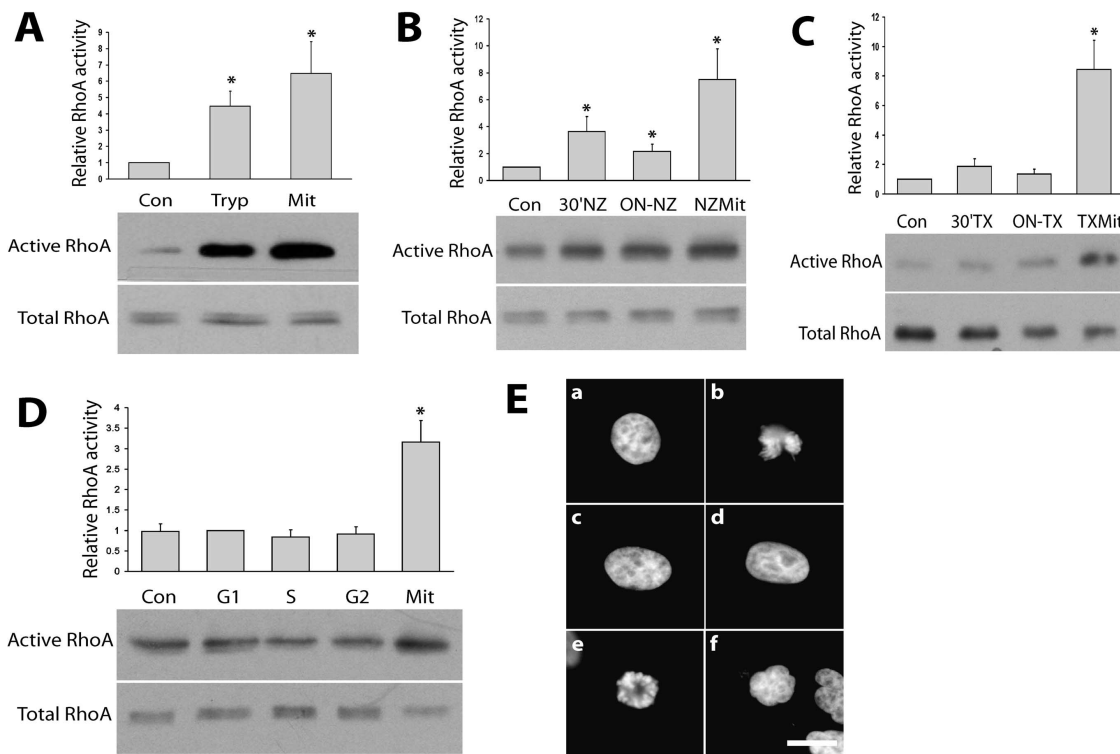 A
Relative RhoA activity
9
8
7
6
5
4
3
2
1
0
*
*
Con Tryp Mit
Active RhoA
Total RhoA
B
Relative RhoA activity
12
10
8
6
4
2
0
*
*
*
Con 30'NZ ON-NZ NZMit
Active RhoA
Total RhoA
C
Relative RhoA activity
12
10
8
6
4
2
0
*
Con 30'TX ON-TX TXMit
Active RhoA
Total RhoA
D
Relative RhoA activity
4
3.5
3
2.5
2
1.5
1
0.5
0
*
Con G1 S G2 Mit
Active RhoA
Total RhoA
E
a b
c d
e f